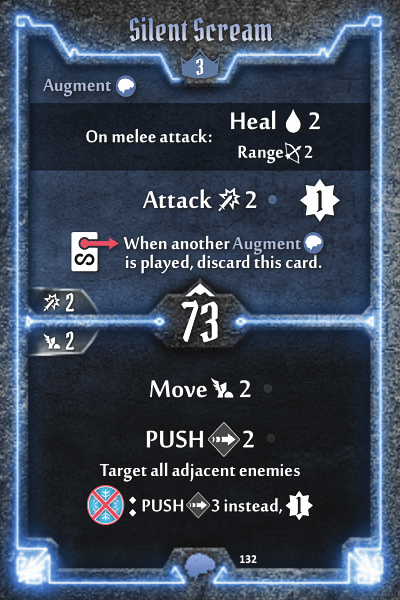 Silent Scream
3
Augment
On melee attack:
Heal 2
Range 2
Attack 2
1
When another Augment
is played, discard this card.
2
73
2
Move 2
PUSH 2
Target all adjacent enemies
: PUSH 3 instead, 1
132